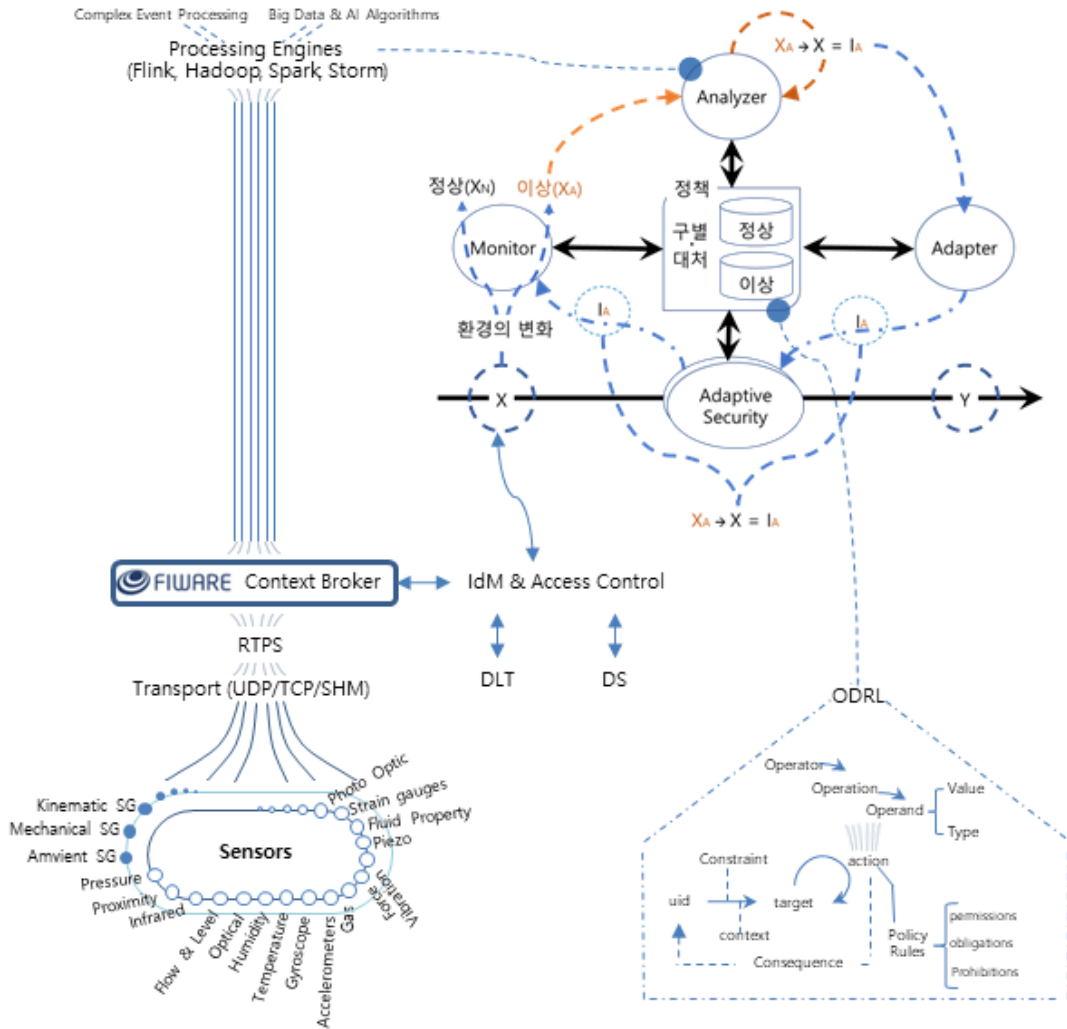 Complex Event Processing
Big Data & AI Algorithms
Processing Engines
(Flink, Hadoop, Spark, Storm)
XA → X = IA
Analyzer
정상(XN)
이상(XA)
정책
구별
·
대처
정상
이상
Monitor
Adapter
환경의 변화
IA
IA
X
Adaptive
Security
Y
XA → X = IA
FIWARE Context Broker
IdM & Access Control
RTPS
DLT
DS
Transport (UDP/TCP/SHM)
ODRL
Photo Optic
Strain gauges
Fluid Property
Piezo
Vibration
Force
Gas
Accelerometers
Gyroscope
Temperature
Humidity
Optical
Flow & Level
Infrared
Proximity
Pressure
Amvient SG
Mechanical SG
Kinematic SG
Sensors
Operator
Operation
Operand
Value
Type
action
Constraint
uid
target
context
Consequence
Policy
Rules
permissions
obligations
Prohibitions